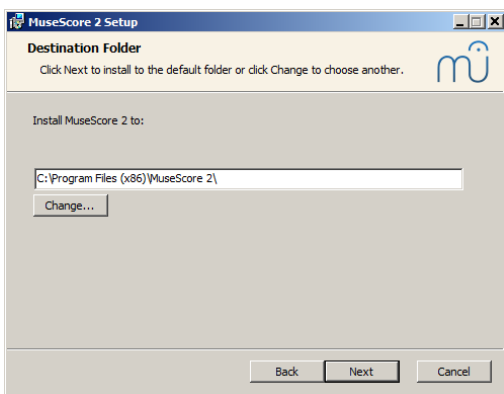 MuseScore 2 Setup
Destination Folder
Click Next to install to the default folder or click Change to choose another.
Install MuseScore 2 to:
C:\Program Files (x86)\MuseScore 2\
Change...
Back Next Cancel